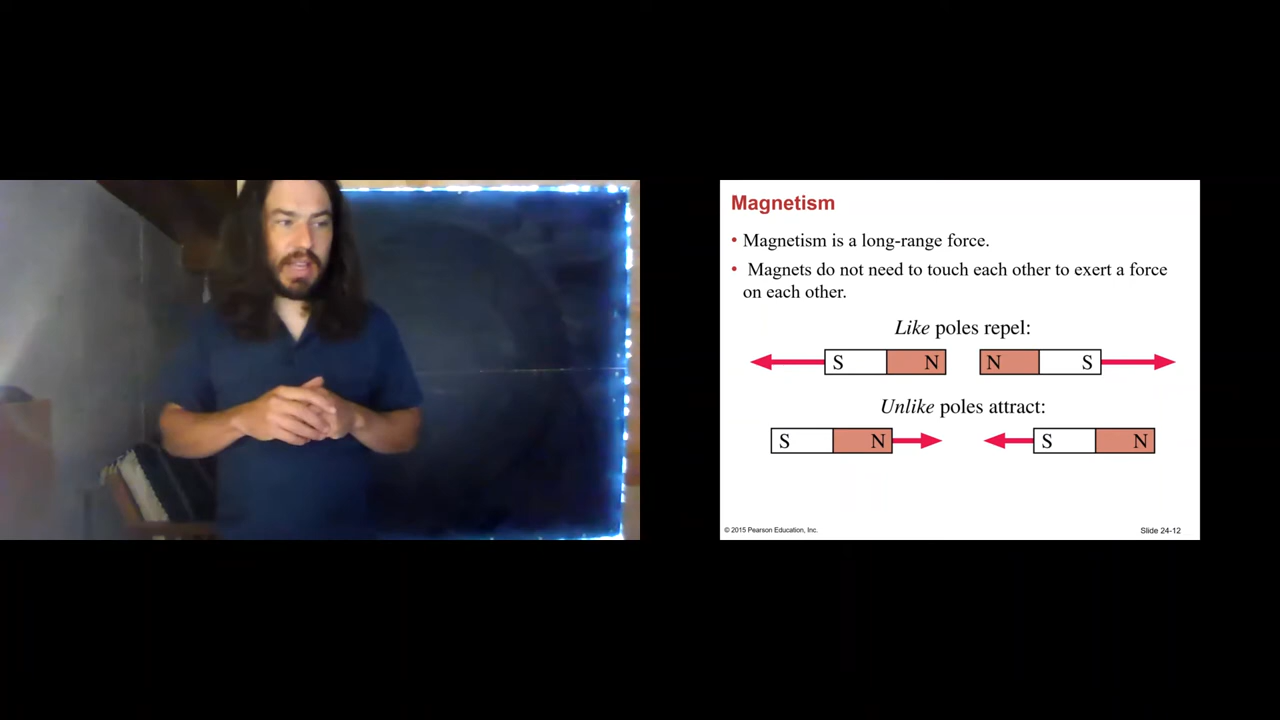 Magnetism
• Magnetism is a long-range force.
• Magnets do not need to touch each other to exert a force
on each other.
Like poles repel:
S N N S
Unlike poles attract:
S N S N
© 2015 Pearson Education, Inc.
Slide 24-12